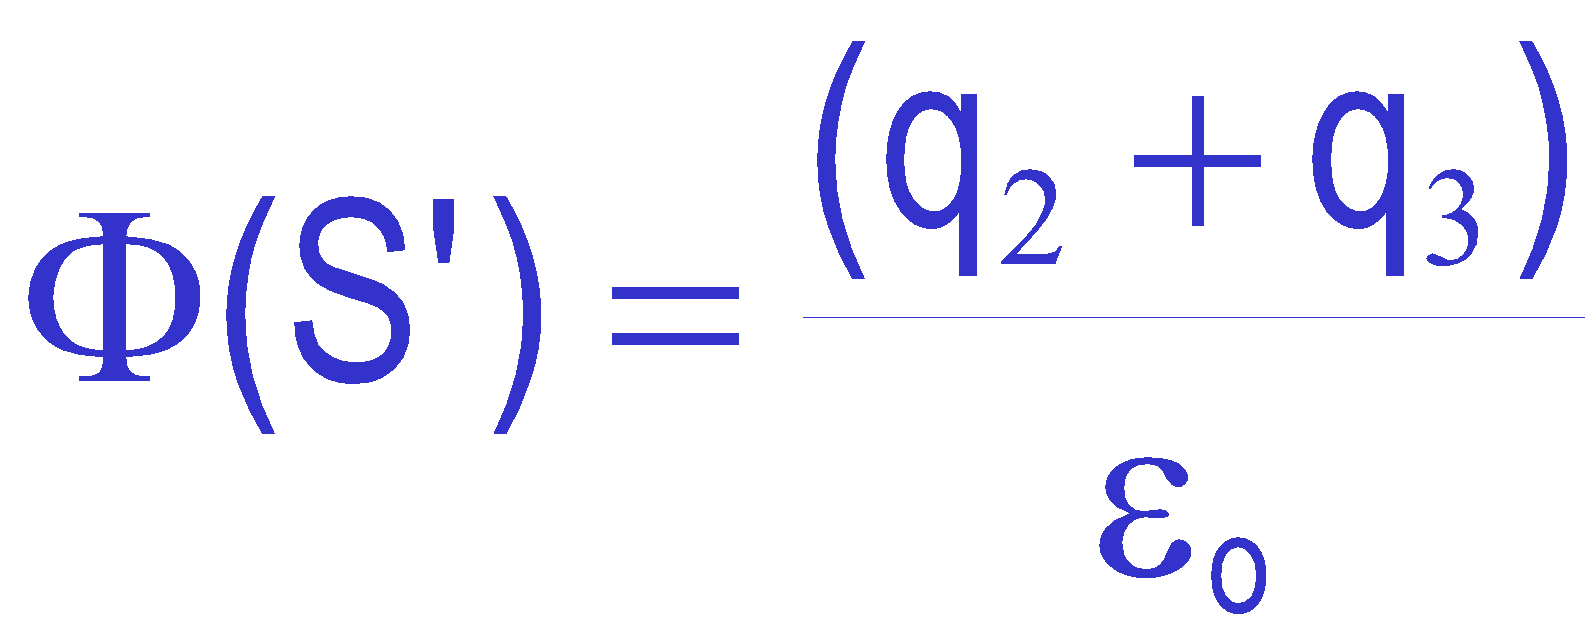 Φ(S') = (q₂ + q₃) / ε₀